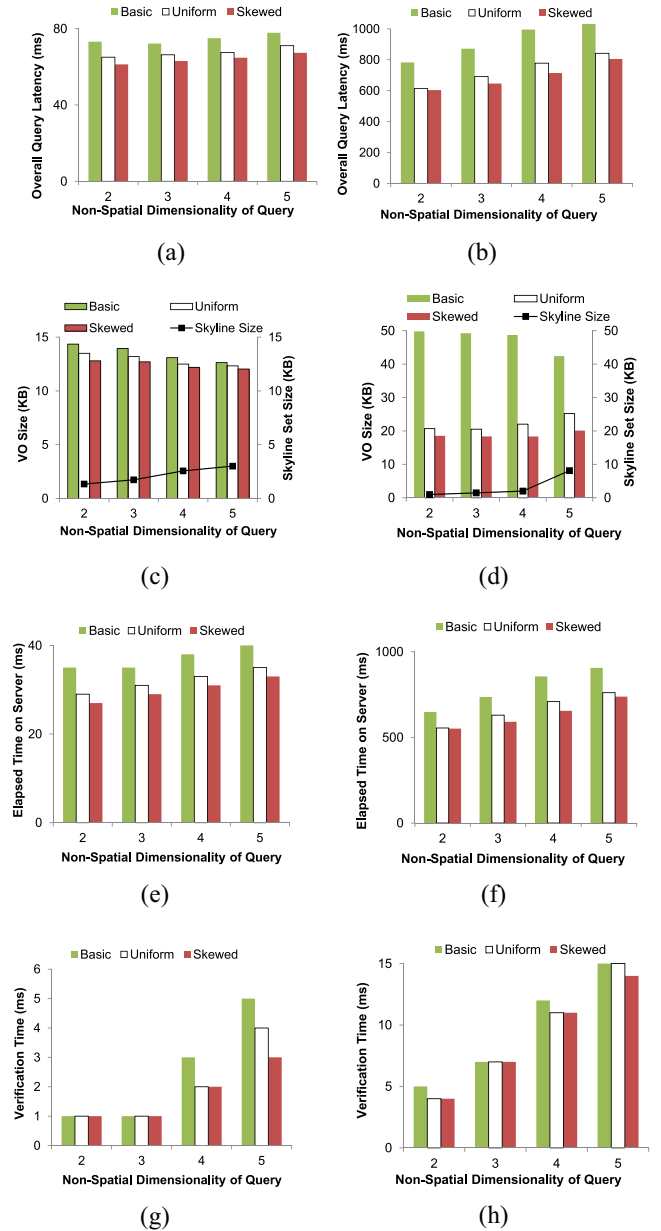 Overall Query Latency (ms)
80
60
40
20
0
2 3 4 5
Non-Spatial Dimensionality of Query
Basic Uniform Skewed
(a)
Overall Query Latency (ms)
1000
800
600
400
200
0
2 3 4 5
Non-Spatial Dimensionality of Query
Basic Uniform Skewed
(b)
Basic Uniform
Skewed Skyline Size
VO Size (KB)
15
10
5
0
Skyline Set Size (KB)
15
10
5
0
2 3 4 5
Non-Spatial Dimensionality of Query
(c)
Basic Uniform
Skewed Skyline Size
VO Size (KB)
50
40
30
20
10
0
Skyline Set Size (KB)
50
40
30
20
10
0
2 3 4 5
Non-Spatial Dimensionality of Query
(d)
Basic Uniform Skewed
Elapsed Time on Server (ms)
40
20
0
2 3 4 5
Non-Spatial Dimensionality of Query
(e)
Basic Uniform Skewed
Elapsed Time on Server (ms)
1000
500
0
2 3 4 5
Non-Spatial Dimensionality of Query
(f)
Basic Uniform Skewed
Verification Time (ms)
6
5
4
3
2
1
0
2 3 4 5
Non-Spatial Dimensionality of Query
(g)
Basic Uniform Skewed
Verification Time (ms)
15
10
5
0
2 3 4 5
Non-Spatial Dimensionality of Query
(h)